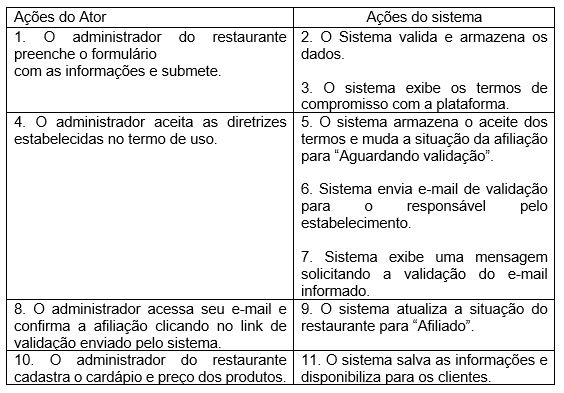 Ações do Ator
Ações do sistema
1. O administrador do restaurante
preenche o formulário
com as informações e submete.
2. O Sistema valida e armazena os
dados.
3. O sistema exibe os termos de
compromisso com a plataforma.
4. O administrador aceita as diretrizes
estabelecidas no termo de uso.
5. O sistema armazena o aceite dos
termos e muda a situação da afiliação
para “Aguardando validação”.
6. Sistema envia e-mail de validação
para o responsável pelo
estabelecimento.
7. Sistema exibe uma mensagem
solicitando a validação do e-mail
informado.
8. O administrador acessa seu e-mail e
confirma a afiliação clicando no link de
validação enviado pelo sistema.
9. O sistema atualiza a situação do
restaurante para “Afiliado”.
10. O administrador do restaurante
cadastra o cardápio e preço dos produtos.
11. O sistema salva as informações e
disponibiliza para os clientes.